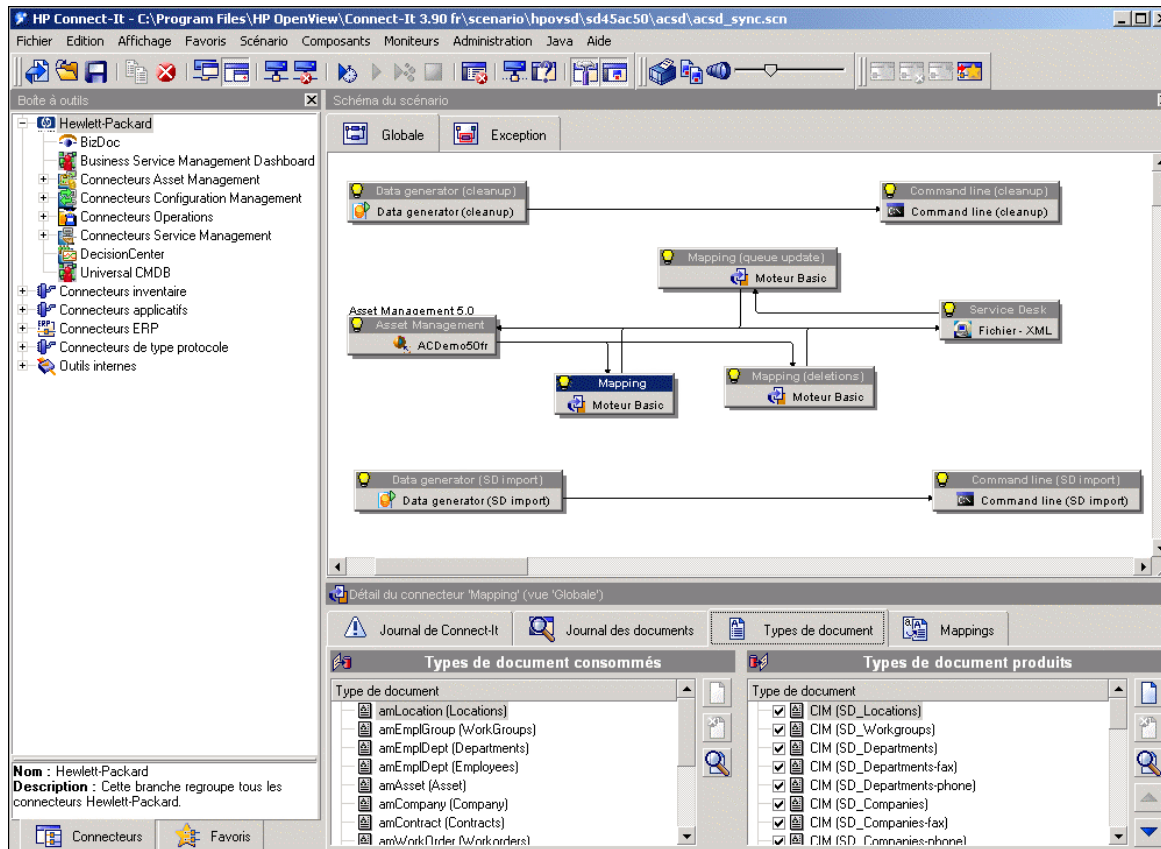 HP Connect-It - C:\Program Files\HP OpenView\Connect-It 3.90 fr\scenario\hpovsd\sd45ac50\acsd\acsd_sync.scn
Fichier Edition Affichage Favoris Scénario Composants Moniteurs Administration Java Aide
Boîte à outils
Hewlett-Packard
BizDoc
Business Service Management Dashboard
Connecteurs Asset Management
Connecteurs Configuration Management
Connecteurs Operations
Connecteurs Service Management
DecisionCenter
Universal CMDB
Connecteurs inventaire
Connecteurs applicatifs
Connecteurs ERP
Connecteurs de type protocole
Outils internes
Nom : Hewlett-Packard
Description : Cette branche regroupe tous les
connecteurs Hewlett-Packard.
Connecteurs Favoris
Schéma du scénario
Globale Exception
Data generator (cleanup)
Data generator (cleanup)
Command line (cleanup)
Command line (cleanup)
Mapping (queue update)
Moteur Basic
Asset Management 5.0
Asset Management
ACDemo50fr
Service Desk
Fichier - XML
Mapping
Moteur Basic
Mapping (deletions)
Moteur Basic
Data generator (SD import)
Data generator (SD import)
Command line (SD import)
Command line (SD import)
Détail du connecteur 'Mapping' (vue 'Globale')
Journal de Connect-It Journal des documents Types de document Mappings
Types de document consommés
Type de document
amLocation (Locations)
amEmplGroup (WorkGroups)
amEmplDept (Departments)
amEmplDept (Employees)
amAsset (Asset)
amCompany (Company)
amContract (Contracts)
amWorkOrder (Workorders)
Types de document produits
Type de document
CIM (SD_Locations)
CIM (SD_Workgroups)
CIM (SD_Departments)
CIM (SD_Departments-fax)
CIM (SD_Departments-phone)
CIM (SD_Companies)
CIM (SD_Companies-fax)
CIM (SD_Companies-phone)